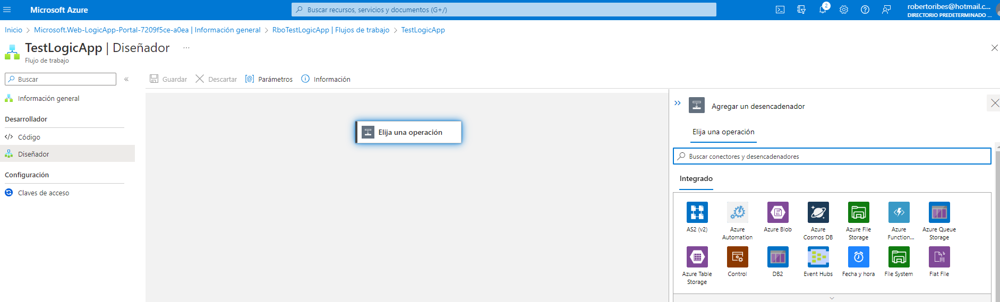 Microsoft Azure
Buscar recursos, servicios y documentos (G+/)
2
robertoribes@hotmail.c...
DIRECTORIO PREDETERMINADO ...
Inicio > Microsoft.Web-LogicApp-Portal-7209f5ce-a0ea | Información general > RboTestLogicApp | Flujos de trabajo > TestLogicApp
TestLogicApp | Diseñador ...
Flujo de trabajo
Buscar
«
Guardar
Descartar
[@] Parámetros
Información
Información general
Desarrollador
</> Código
Diseñador
Configuración
Claves de acceso
Elija una operación
Agregar un desencadenador
Elija una operación
Buscar conectores y desencadenadores
Integrado
AS2 (v2)
Azure Automation
Azure Blob
Azure Cosmos DB
Azure File Storage
Azure Function...
Azure Queue Storage
Azure Table Storage
Control
DB2
Event Hubs
Fecha y hora
File System
Flat File